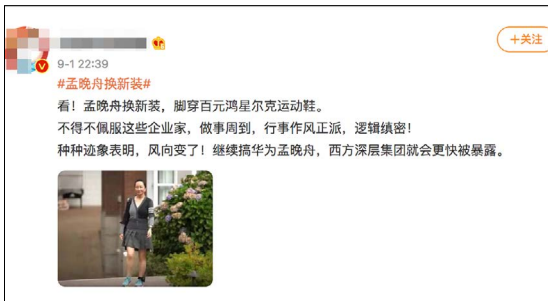 +关注
9-1 22:39
#孟晚舟换新装#
看！孟晚舟换新装，脚穿百元鸿星尔克运动鞋。
不得不佩服这些企业家，做事周到，行事作风正派，逻辑缜密！
种种迹象表明，风向变了！继续搞华为孟晚舟，西方深层集团就会更快被暴露。